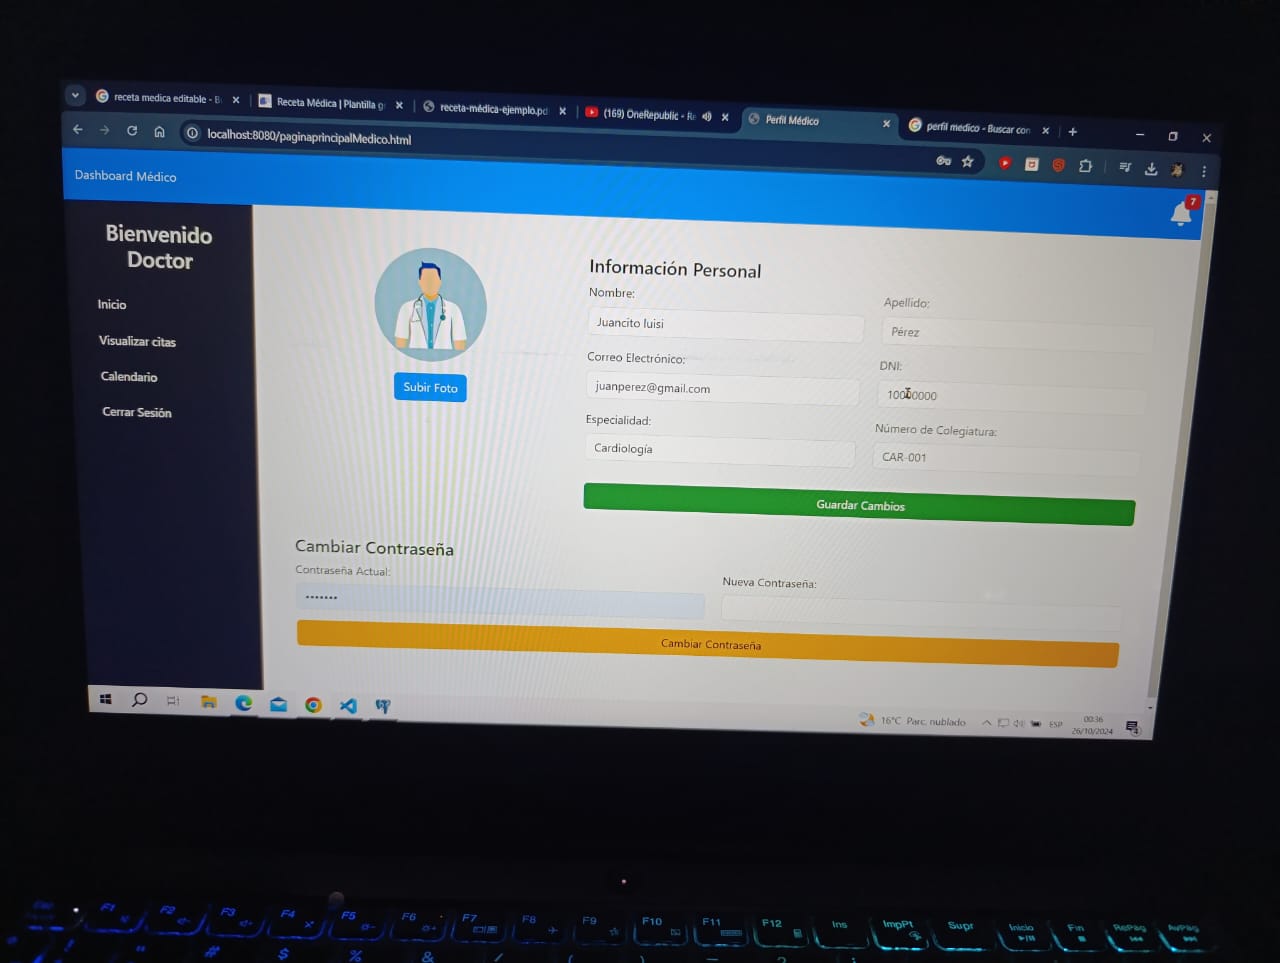 receta medica editable - B
Receta Médica | Plantilla g
receta-médica-ejemplo.pd
(169) OneRepublic - Re
Perfil Médico
perfil medico - Buscar con
localhost:8080/paginaprincipalMedico.html
Dashboard Médico
7
Bienvenido
Doctor
Inicio
Visualizar citas
Calendario
Cerrar Sesión
Subir Foto
Información Personal
Nombre:
Apellido:
Juancito luisi
Pérez
Correo Electrónico:
DNI:
juanperez@gmail.com
10000000
Especialidad:
Número de Colegiatura:
Cardiología
CAR-001
Guardar Cambios
Cambiar Contraseña
Contraseña Actual:
Nueva Contraseña:
•••••••
Cambiar Contraseña
16°C Parc. nublado
ESP
00:36
26/10/2024
4
Esc
F1
F2
F3
F4
F5
F6
F7
F8
F9
F10
F11
F12
Ins
ImpPt
Supr
Inicio
Fin
RePág
AvPág
! " # $ % & / ( ) = ?